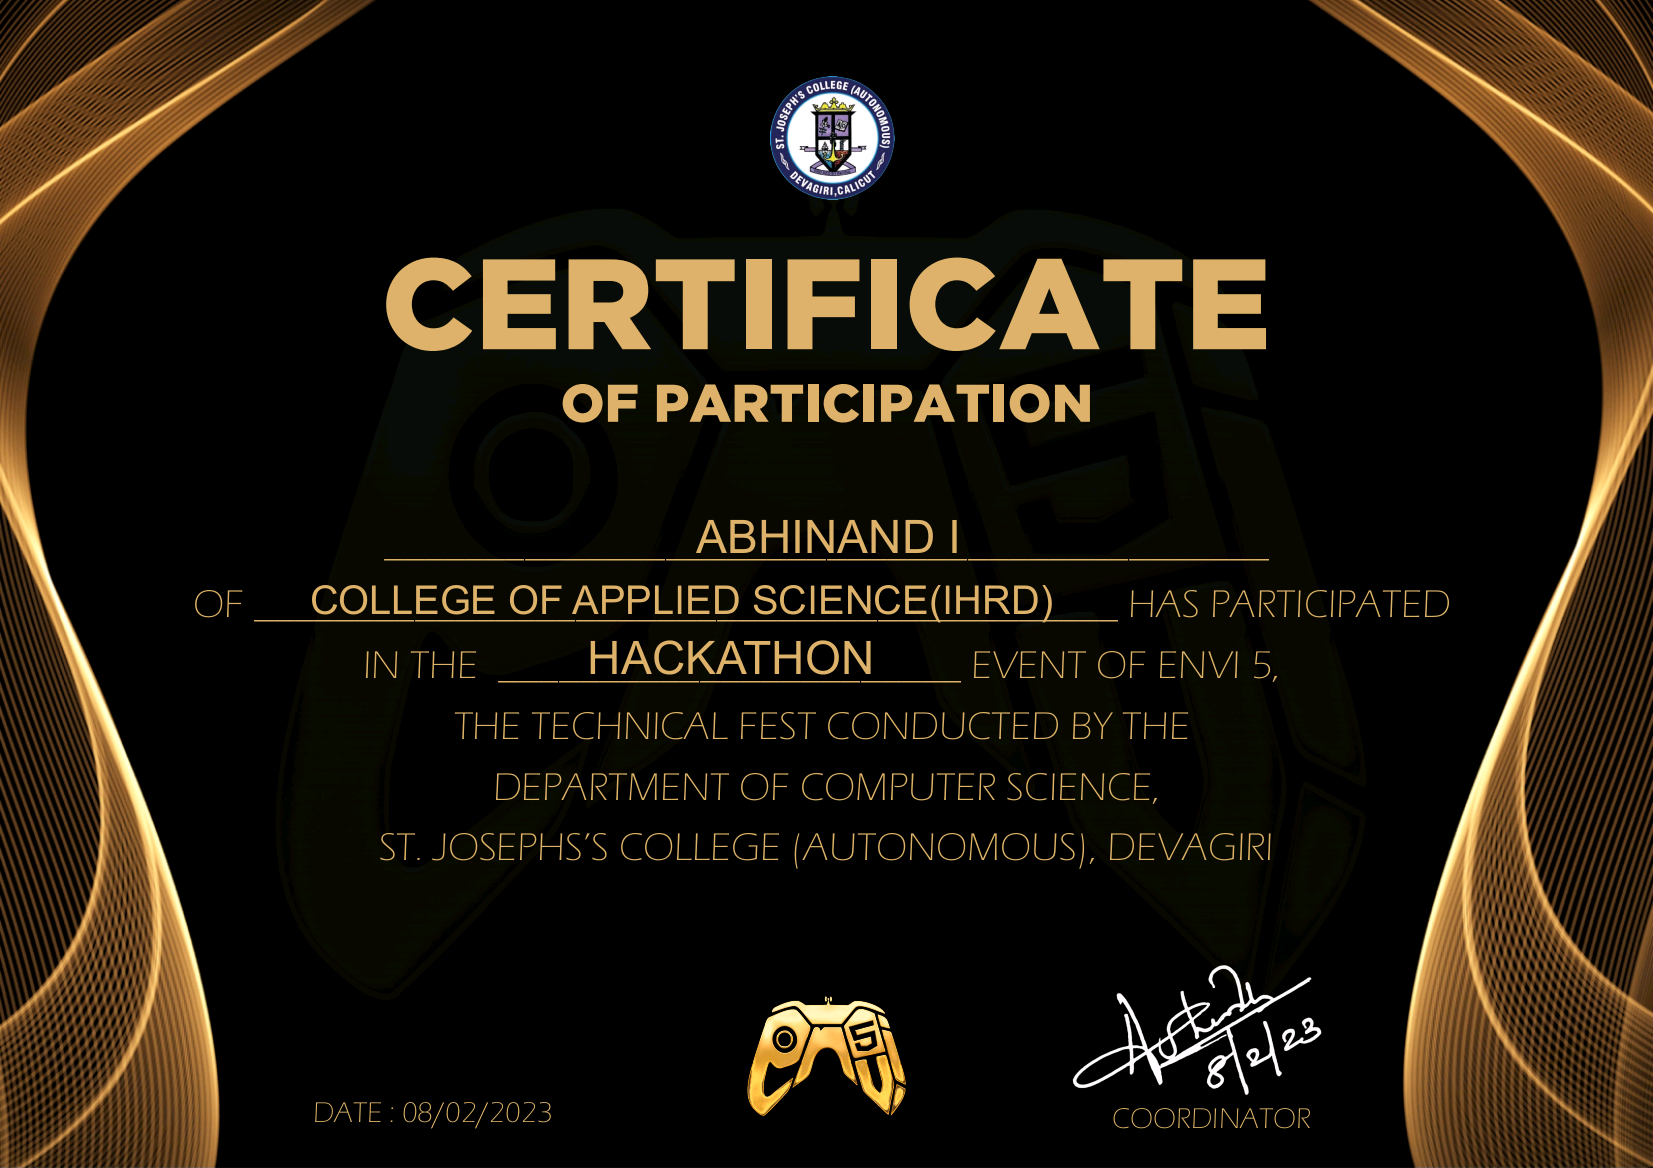 ST. JOSEPH'S COLLEGE (AUTONOMOUS)
DEVAGIRI,CALICUT
CERTIFICATE
OF PARTICIPATION
ABHINAND I
OF COLLEGE OF APPLIED SCIENCE(IHRD) HAS PARTICIPATED
IN THE HACKATHON EVENT OF ENVI 5,
THE TECHNICAL FEST CONDUCTED BY THE
DEPARTMENT OF COMPUTER SCIENCE,
ST. JOSEPHS’S COLLEGE (AUTONOMOUS), DEVAGIRI
8/2/23
DATE : 08/02/2023
COORDINATOR